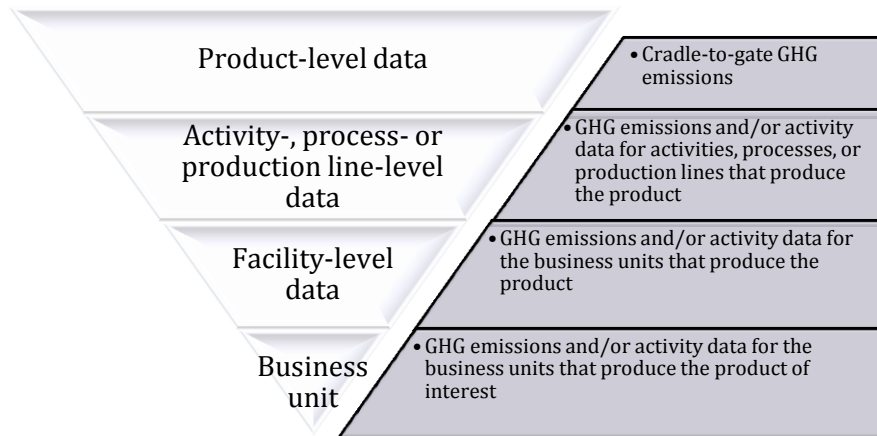 Product-level data
• Cradle-to-gate GHG
emissions
Activity-, process- or
production line-level
data
• GHG emissions and/or activity
data for activities, processes, or
production lines that produce
the product
Facility-level
data
• GHG emissions and/or activity data for
the business units that produce the
product
Business
unit
• GHG emissions and/or activity data for the
business units that produce the product of
interest